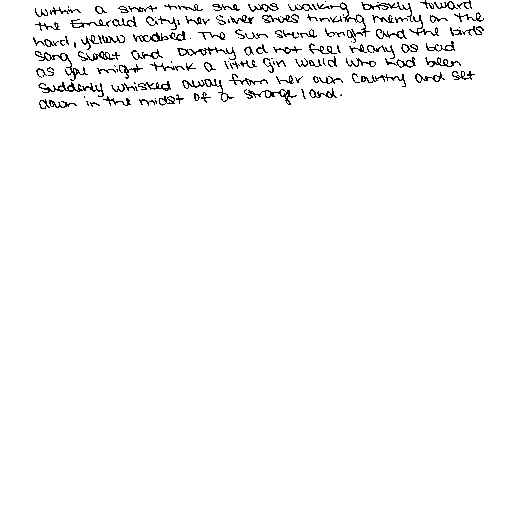 Within a short time she was walking briskly toward
the Emerald City, her Silver Shoes tinkling merrily on the
hard, yellow roadbed. The sun shone bright and the birds
sang sweet and Dorothy did not feel nearly as bad
as you might think a little girl would who had been
suddenly whisked away from her own country and set
down in the midst of a strange land.